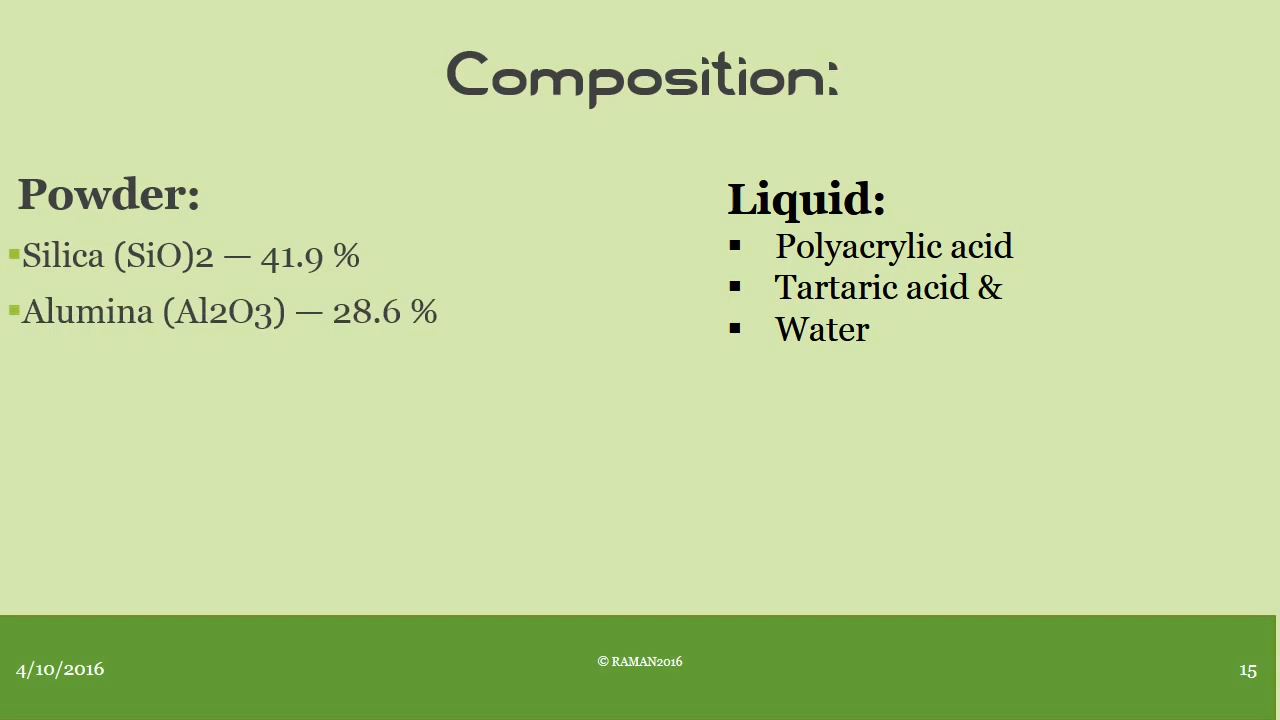 Composition:
Powder:
▪Silica (SiO)2 — 41.9 %
▪Alumina (Al2O3) — 28.6 %
Liquid:
▪ Polyacrylic acid
▪ Tartaric acid &
▪ Water
4/10/2016
© RAMAN2016
15